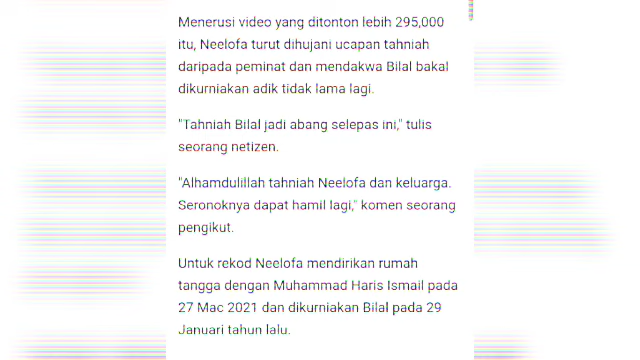 Menerusi video yang ditonton lebih 295,000
itu, Neelofa turut dihujani ucapan tahniah
daripada peminat dan mendakwa Bilal bakal
dikurniakan adik tidak lama lagi.
"Tahniah Bilal jadi abang selepas ini," tulis
seorang netizen.
"Alhamdulillah tahniah Neelofa dan keluarga.
Seronoknya dapat hamil lagi," komen seorang
pengikut.
Untuk rekod Neelofa mendirikan rumah
tangga dengan Muhammad Haris Ismail pada
27 Mac 2021 dan dikurniakan Bilal pada 29
Januari tahun lalu.